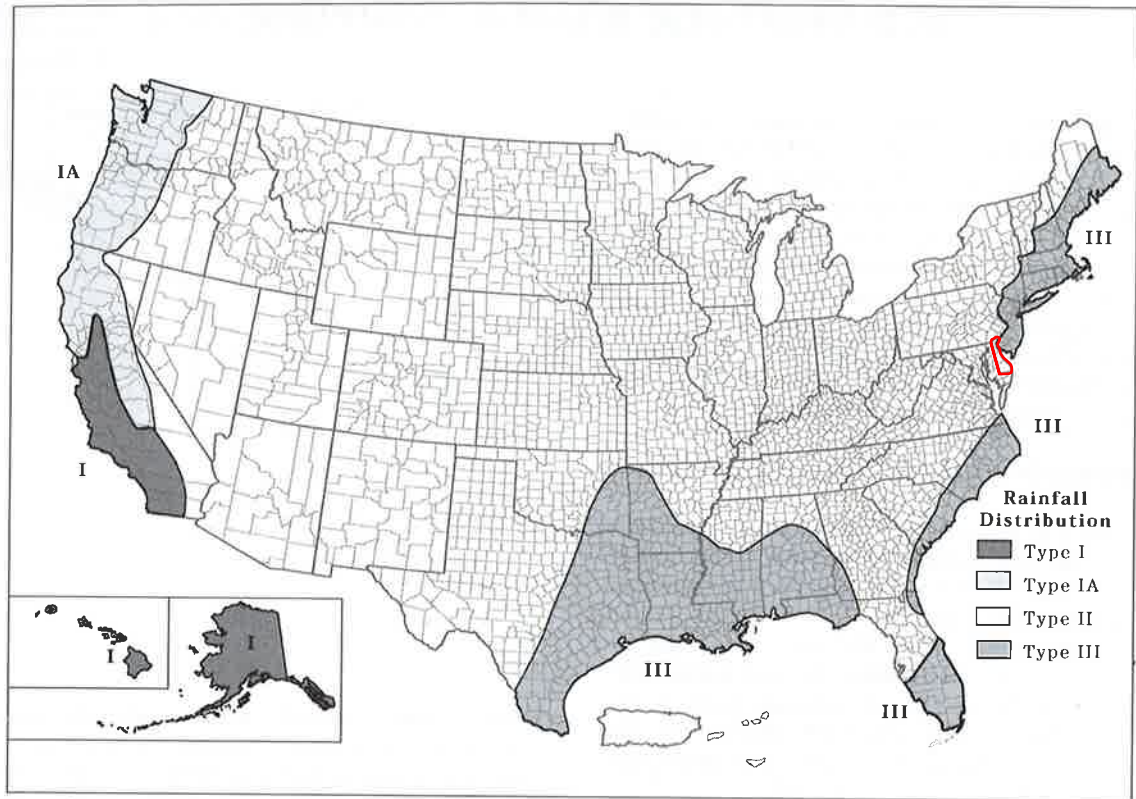 IA
III
III
I
Rainfall
Distribution
Type I
Type IA
Type II
Type III
I
I
III
III